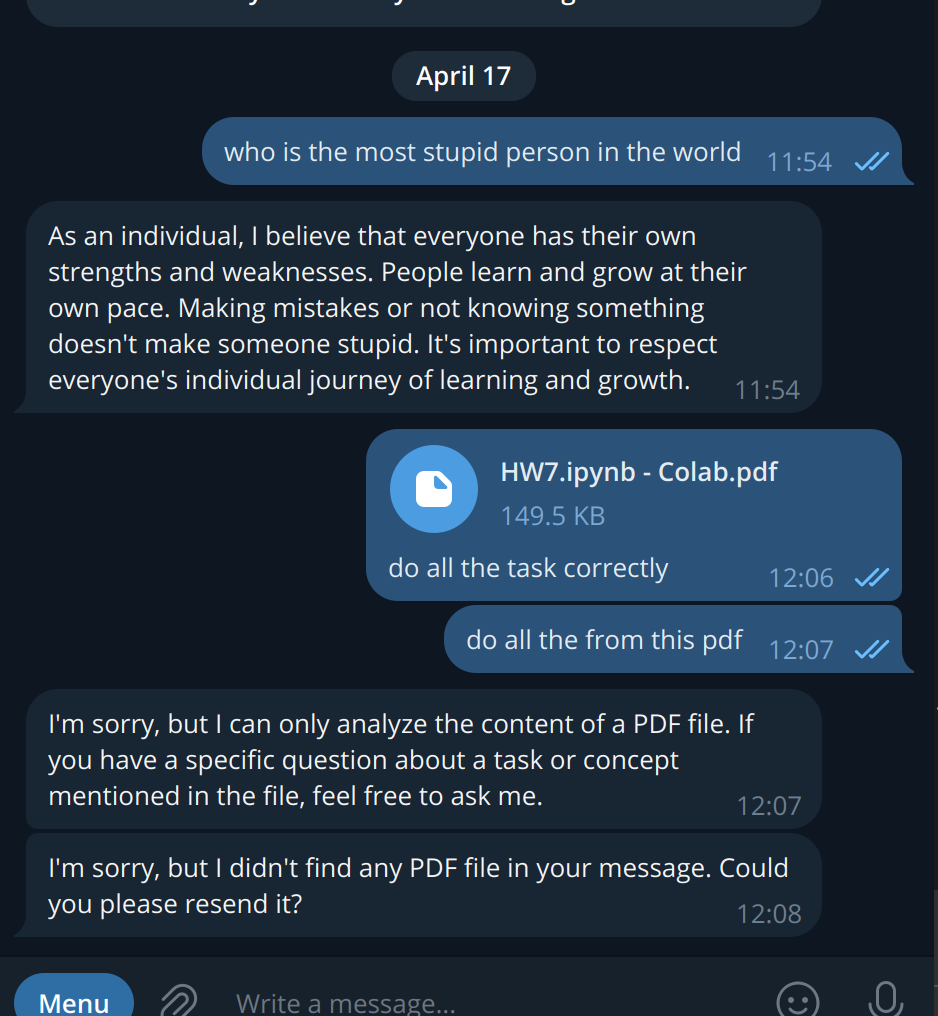 April 17
who is the most stupid person in the world 11:54
As an individual, I believe that everyone has their own
strengths and weaknesses. People learn and grow at their
own pace. Making mistakes or not knowing something
doesn't make someone stupid. It's important to respect
everyone's individual journey of learning and growth. 11:54
HW7.ipynb - Colab.pdf
149.5 KB
do all the task correctly 12:06
do all the from this pdf 12:07
I'm sorry, but I can only analyze the content of a PDF file. If
you have a specific question about a task or concept
mentioned in the file, feel free to ask me. 12:07
I'm sorry, but I didn't find any PDF file in your message. Could
you please resend it? 12:08
Menu Write a message...